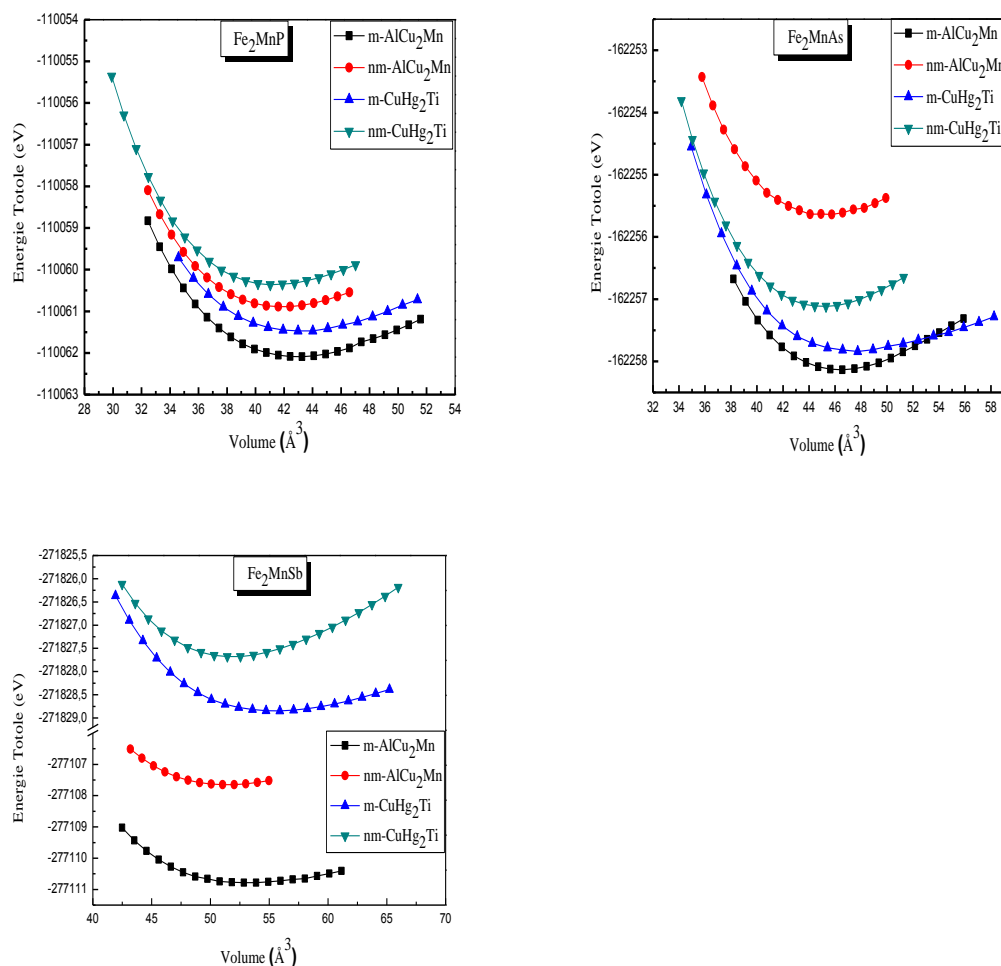 Fe2MnP
m-AlCu2Mn
nm-AlCu2Mn
m-CuHg2Ti
nm-CuHg2Ti
Energie Totole (eV)
-110054
-110055
-110056
-110057
-110058
-110059
-110060
-110061
-110062
-110063
28 30 32 34 36 38 40 42 44 46 48 50 52 54
Volume (Å3)
Fe2MnAs
m-AlCu2Mn
nm-AlCu2Mn
m-CuHg2Ti
nm-CuHg2Ti
Energie Totole (eV)
-162253
-162254
-162255
-162256
-162257
-162258
32 34 36 38 40 42 44 46 48 50 52 54 56 58
Volume (Å3)
Fe2MnSb
Energie Totole (eV)
-271825,5
-271826,0
-271826,5
-271827,0
-271827,5
-271828,0
-271828,5
-271829,0
-277107
-277108
-277109
-277110
-277111
m-AlCu2Mn
nm-AlCu2Mn
m-CuHg2Ti
nm-CuHg2Ti
40 45 50 55 60 65 70
Volume (Å3)